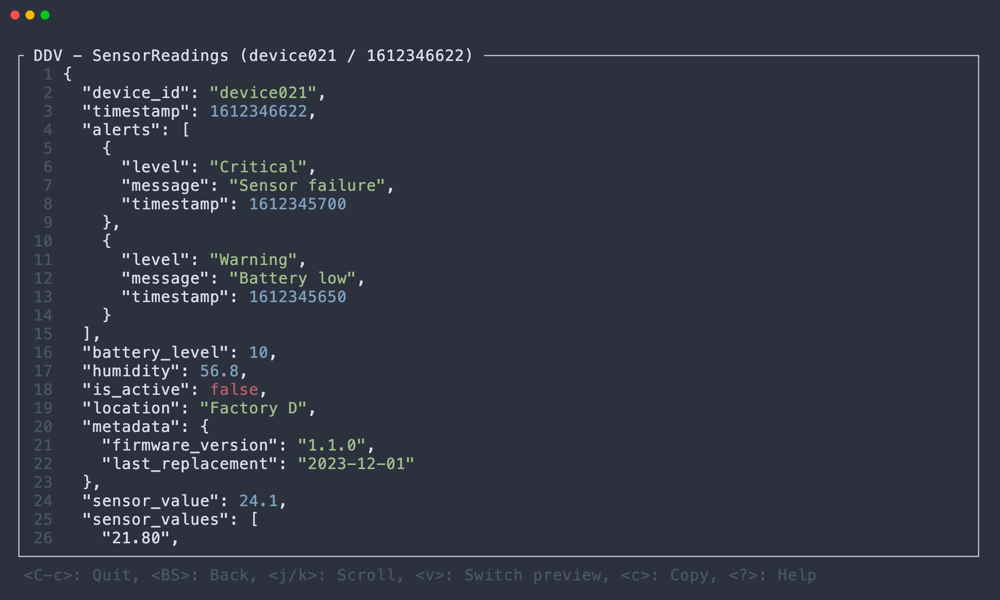 DDV – SensorReadings (device021 / 1612346622)
1 {
2   "device_id": "device021",
3   "timestamp": 1612346622,
4   "alerts": [
5     {
6       "level": "Critical",
7       "message": "Sensor failure",
8       "timestamp": 1612345700
9     },
10     {
11       "level": "Warning",
12       "message": "Battery low",
13       "timestamp": 1612345650
14     }
15   ],
16   "battery_level": 10,
17   "humidity": 56.8,
18   "is_active": false,
19   "location": "Factory D",
20   "metadata": {
21     "firmware_version": "1.1.0",
22     "last_replacement": "2023-12-01"
23   },
24   "sensor_value": 24.1,
25   "sensor_values": [
26     "21.80",
<C-c>: Quit, <BS>: Back, <j/k>: Scroll, <v>: Switch preview, <c>: Copy, <?>: Help